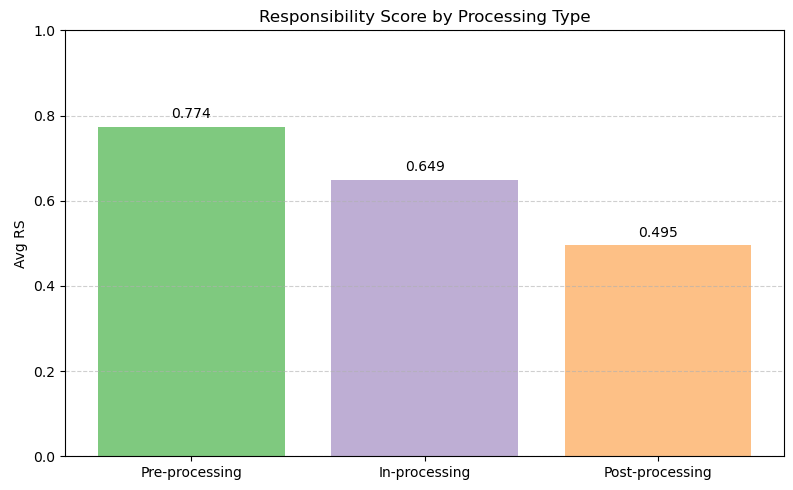 Responsibility Score by Processing Type
1.0
0.8
0.6
0.4
0.2
0.0
Avg RS
0.774
0.649
0.495
Pre-processing
In-processing
Post-processing